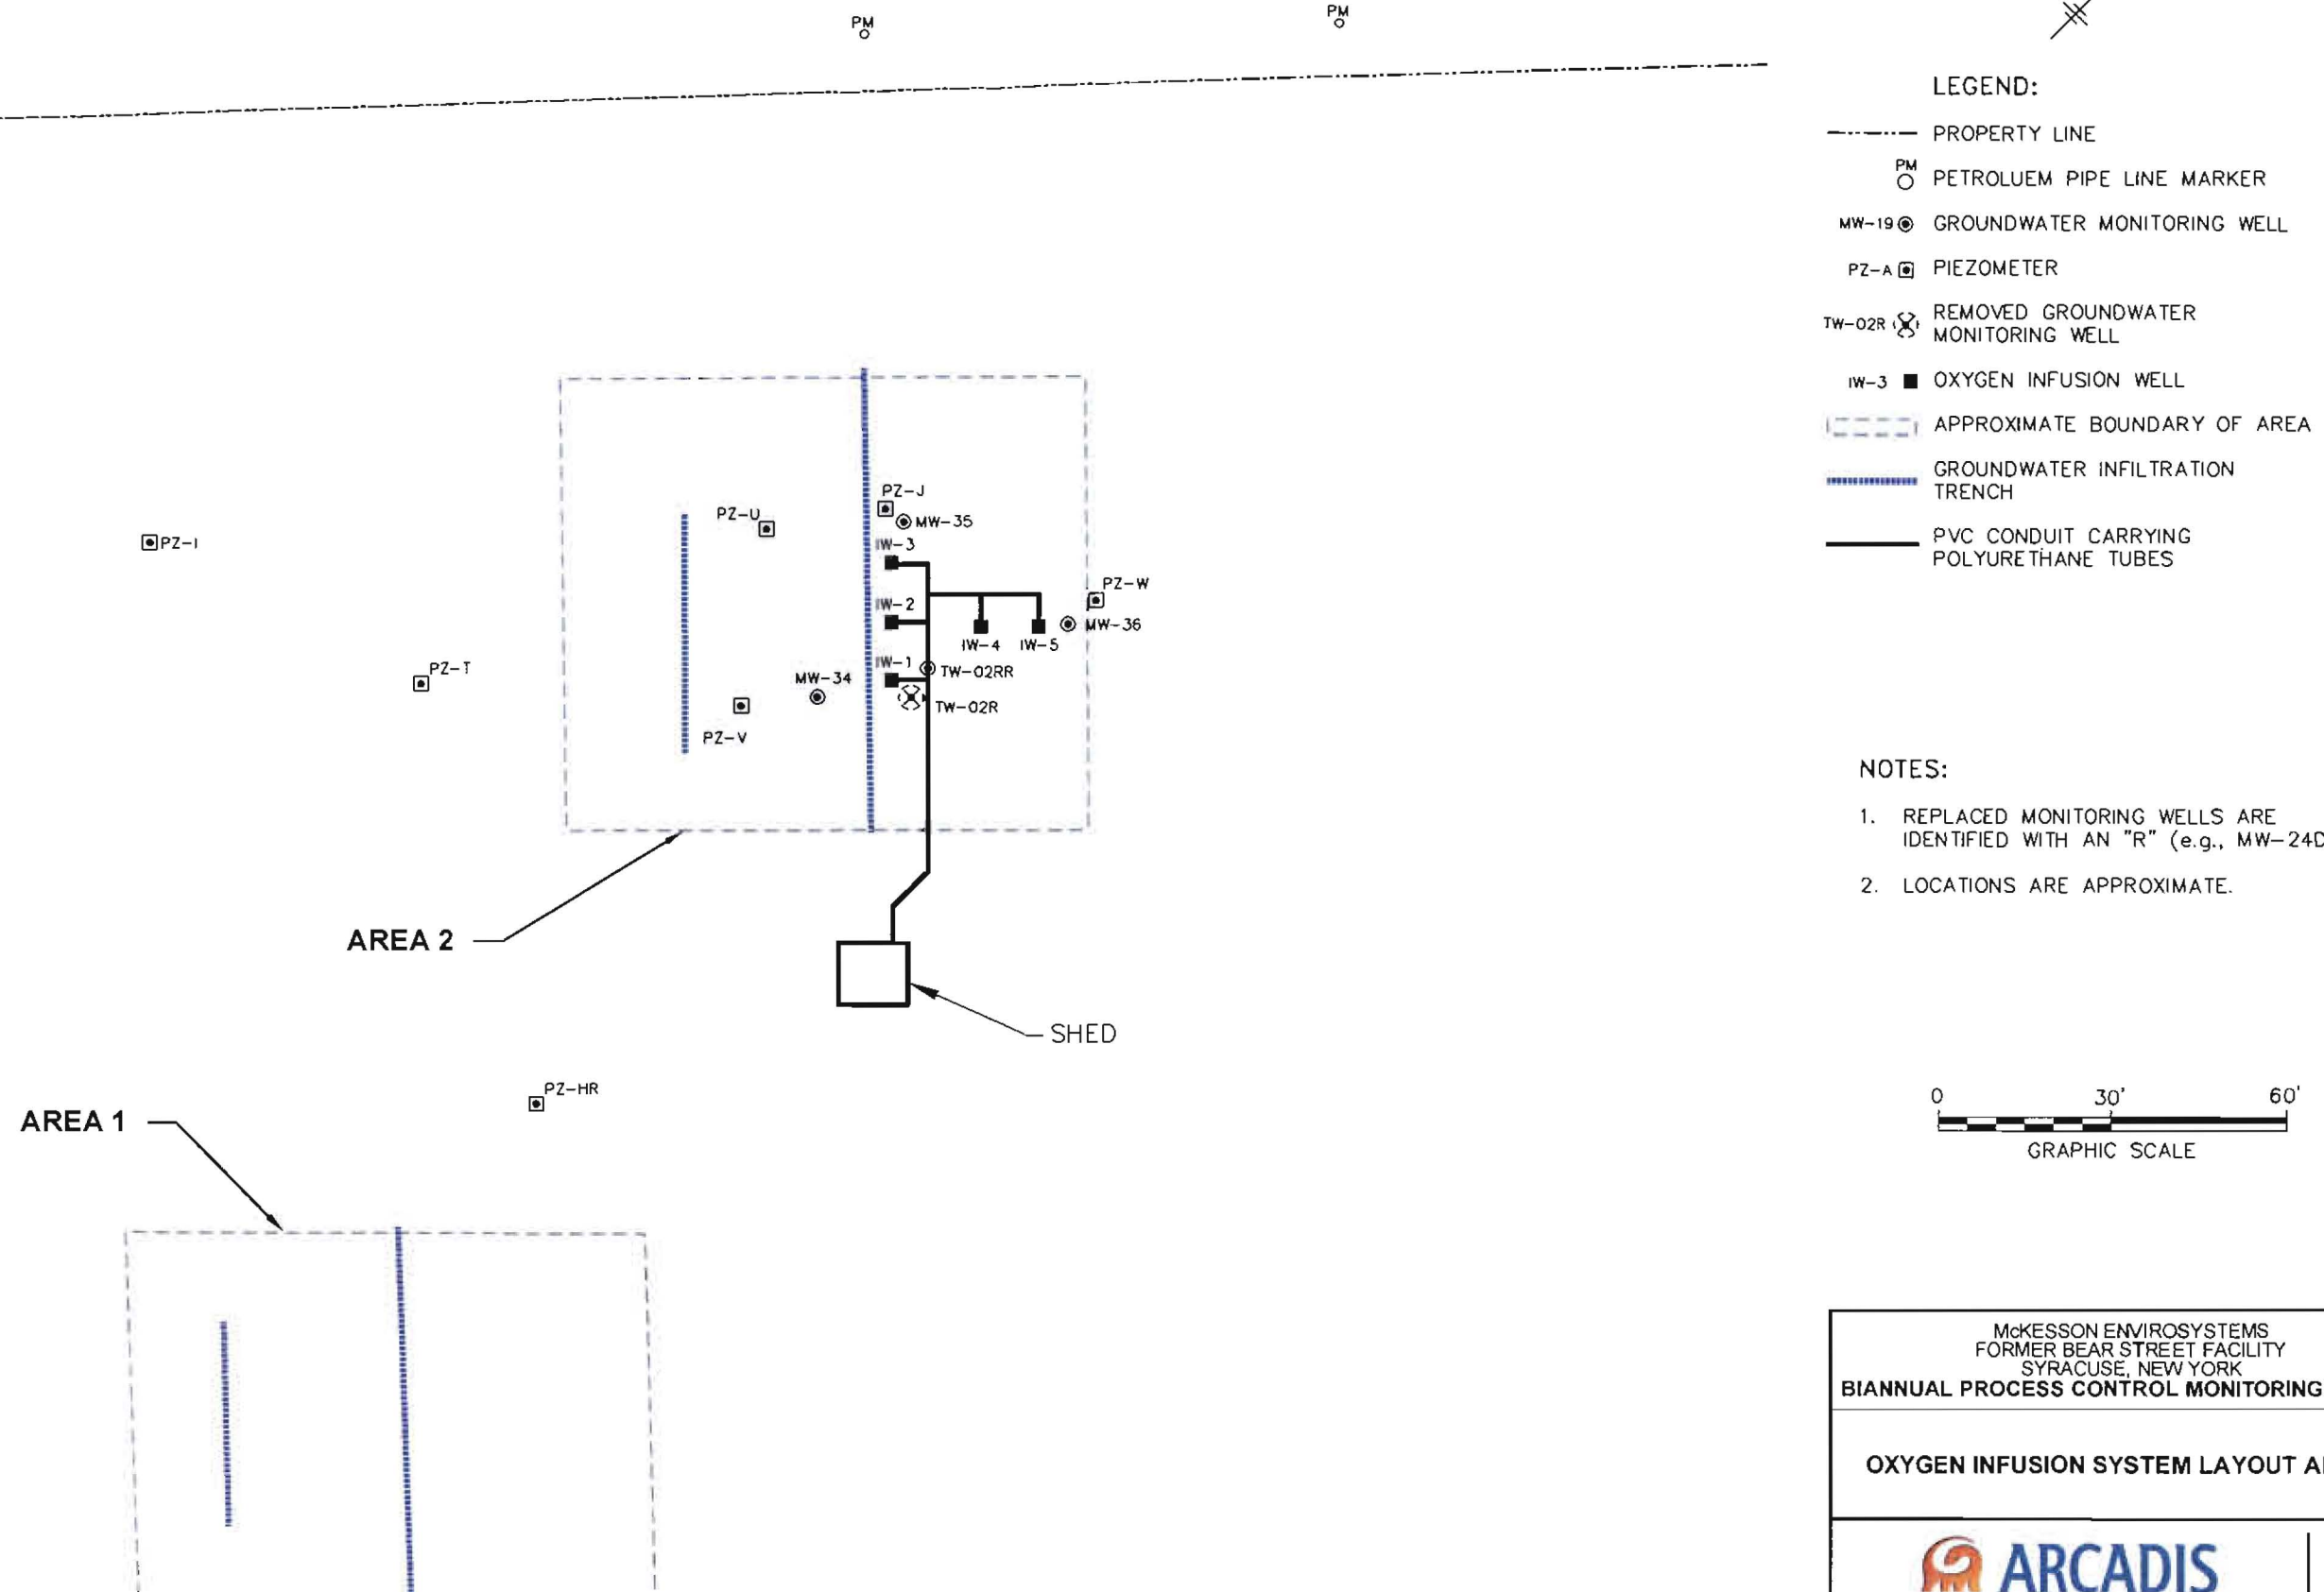 PM
PM
LEGEND:
PROPERTY LINE
PM
PETROLUEM PIPE LINE MARKER
MW-19
GROUNDWATER MONITORING WELL
PZ-A
PIEZOMETER
TW-02R
REMOVED GROUNDWATER
MONITORING WELL
IW-3
OXYGEN INFUSION WELL
APPROXIMATE BOUNDARY OF AREA
GROUNDWATER INFILTRATION
TRENCH
PVC CONDUIT CARRYING
POLYURETHANE TUBES
PZ-J
PZ-U
MW-35
PZ-I
IW-3
PZ-W
IW-2
MW-36
IW-4
IW-5
IW-1
PZ-T
TW-02RR
MW-34
TW-02R
PZ-V
NOTES:
1. REPLACED MONITORING WELLS ARE
IDENTIFIED WITH AN "R" (e.g., MW-24D
2. LOCATIONS ARE APPROXIMATE.
AREA 2
SHED
PZ-HR
AREA 1
0 30' 60'
GRAPHIC SCALE
McKESSON ENVIROSYSTEMS
FORMER BEAR STREET FACILITY
SYRACUSE, NEW YORK
BIANNUAL PROCESS CONTROL MONITORING
OXYGEN INFUSION SYSTEM LAYOUT
ARCADIS